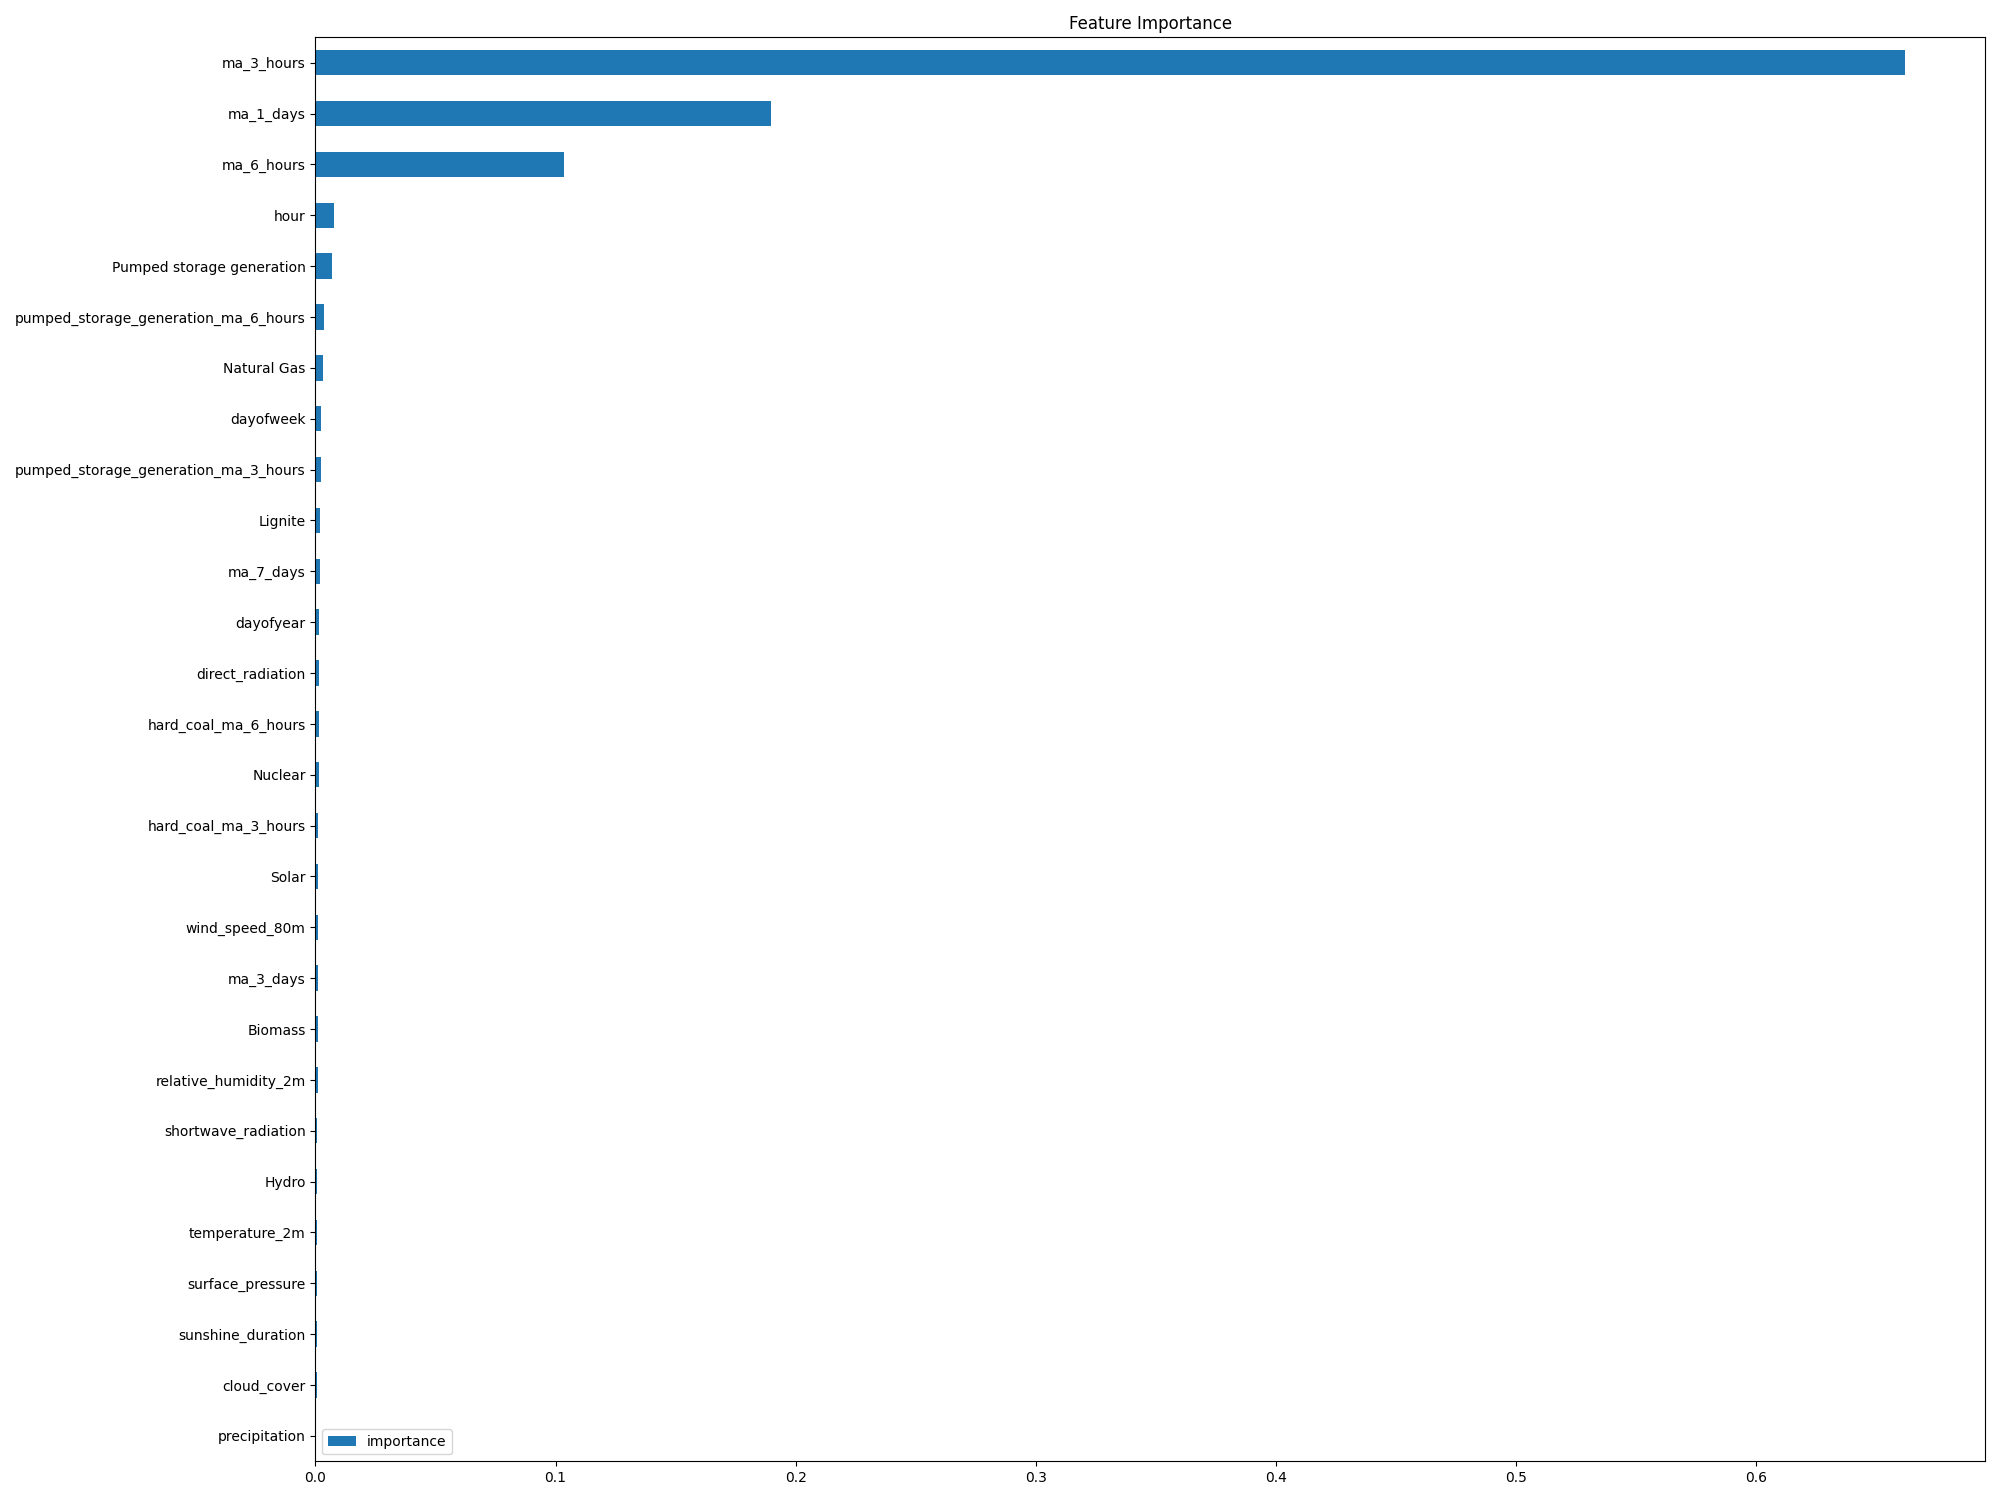 Feature Importance
ma_3_hours
ma_1_days
ma_6_hours
hour
Pumped storage generation
pumped_storage_generation_ma_6_hours
Natural Gas
dayofweek
pumped_storage_generation_ma_3_hours
Lignite
ma_7_days
dayofyear
direct_radiation
hard_coal_ma_6_hours
Nuclear
hard_coal_ma_3_hours
Solar
wind_speed_80m
ma_3_days
Biomass
relative_humidity_2m
shortwave_radiation
Hydro
temperature_2m
surface_pressure
sunshine_duration
cloud_cover
precipitation
importance
0.0 0.1 0.2 0.3 0.4 0.5 0.6